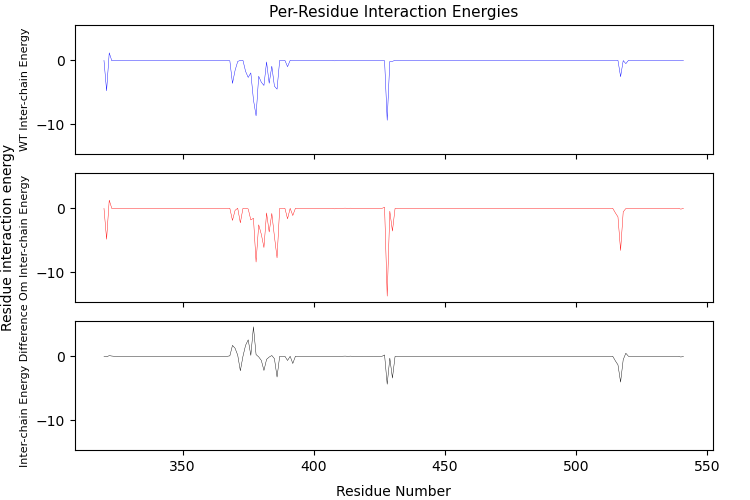 Per-Residue Interaction Energies
Residue interaction energy
WT Inter-chain Energy
0
−10
Om Inter-chain Energy
0
−10
Inter-chain Energy Difference
0
−10
350
400
450
500
550
Residue Number